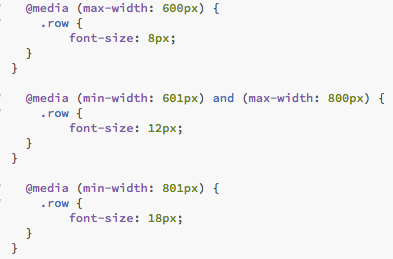 @media (max-width: 600px) {
.row {
font-size: 8px;
}
}
@media (min-width: 601px) and (max-width: 800px) {
.row {
font-size: 12px;
}
}
@media (min-width: 801px) {
.row {
font-size: 18px;
}
}